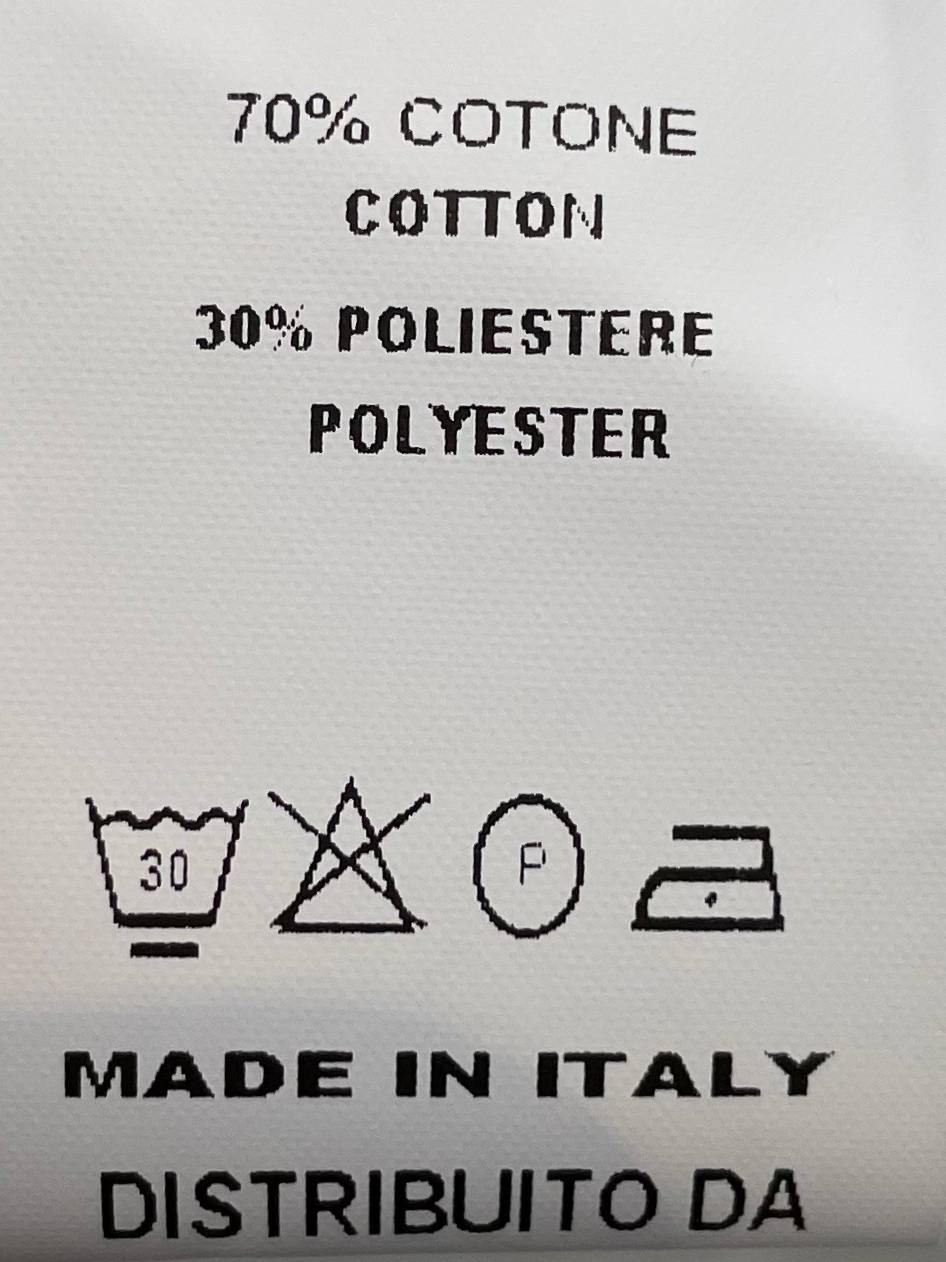 70% COTONE
COTTON
30% POLIESTERE
POLYESTER
30 P
MADE IN ITALY
DISTRIBUITO DA